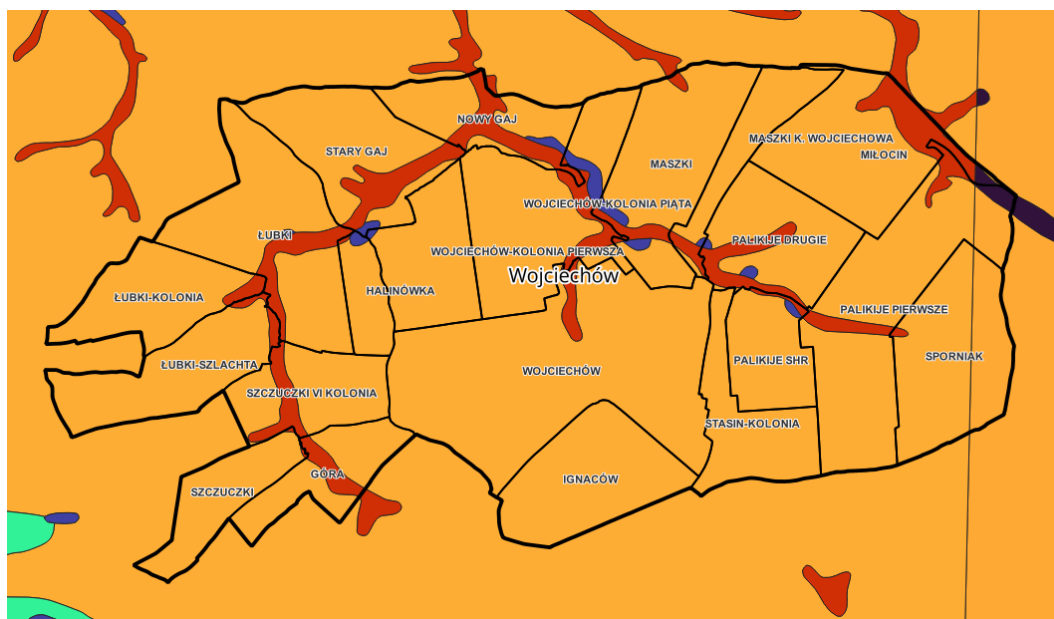 NOWY GAJ
MASZKI K. WOJCIECHOWA
STARY GAJ
MIŁOCIN
MASZKI
WOJCIECHÓW-KOLONIA PIĄTA
ŁUBKI
PALIKIJE DRUGIE
WOJCIECHÓW-KOLONIA PIERWSZA
Wojciechów
HALINÓWKA
ŁUBKI-KOLONIA
PALIKIJE PIERWSZE
SPORNIAK
PALIKIJE SHR
ŁUBKI-SZLACHTA
WOJCIECHÓW
SZCZUCZKI VI KOLONIA
STASIN-KOLONIA
GÓRA
IGNACÓW
SZCZUCZKI